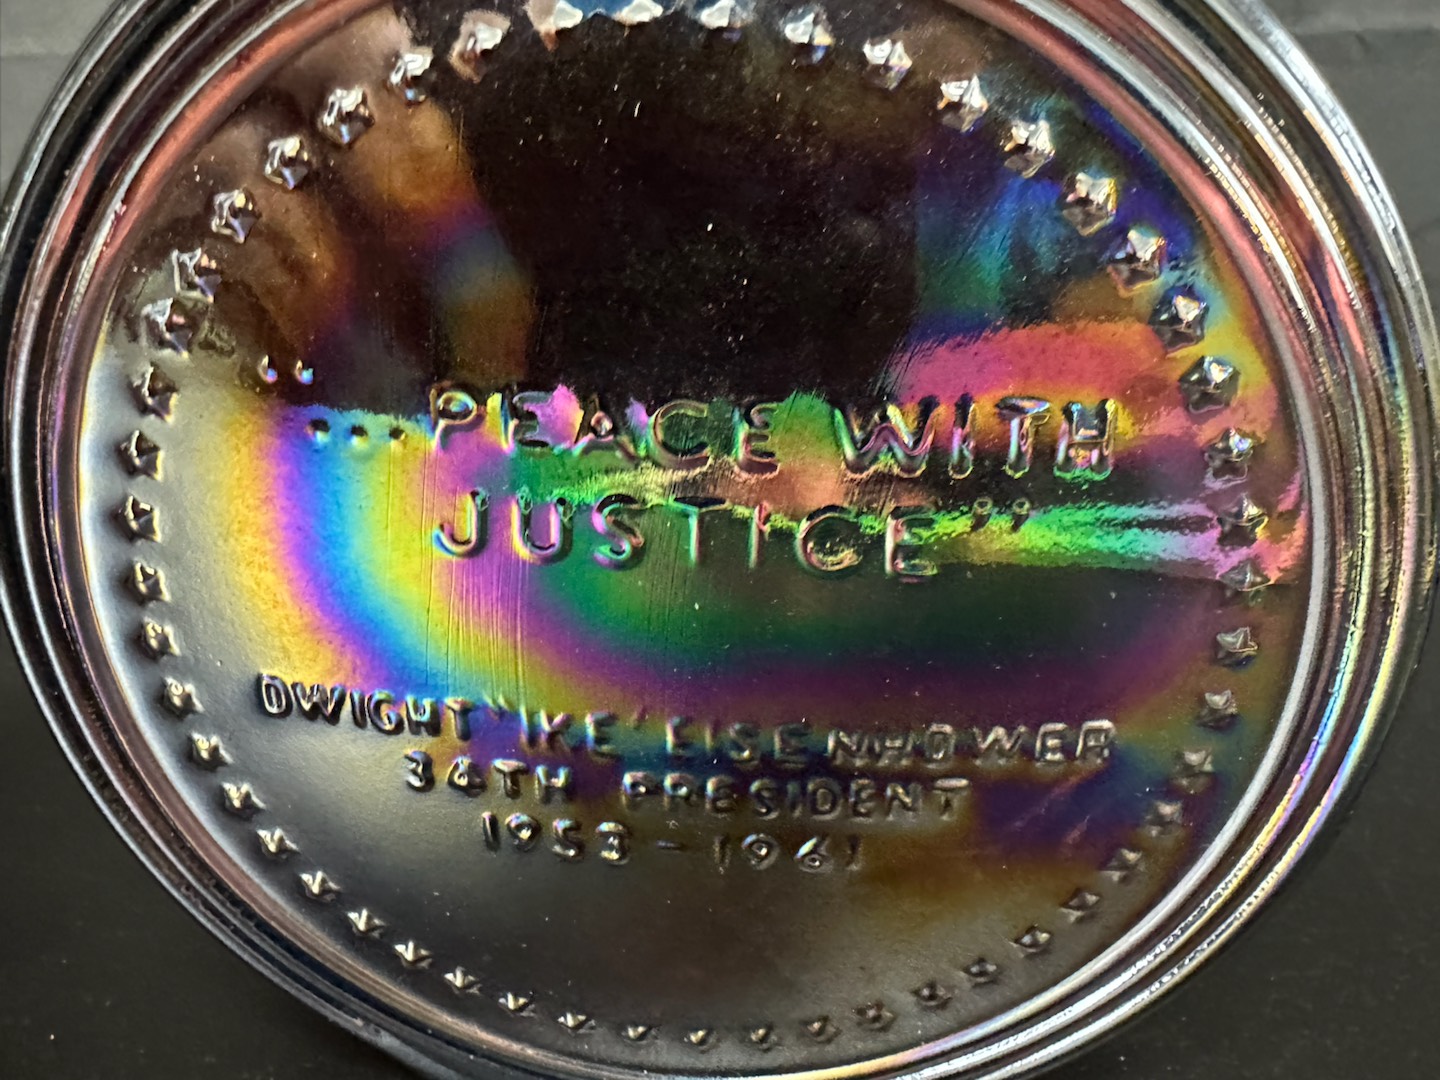 "...PEACE WITH
JUSTICE"
DWIGHT "IKE" EISENHOWER
34TH PRESIDENT
1953-1961